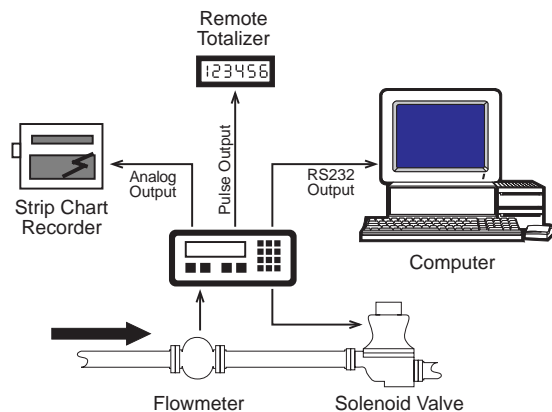 Remote
Totalizer
123456
Pulse Output
Analog
Output
RS232
Output
Strip Chart
Recorder
Computer
Flowmeter
Solenoid Valve